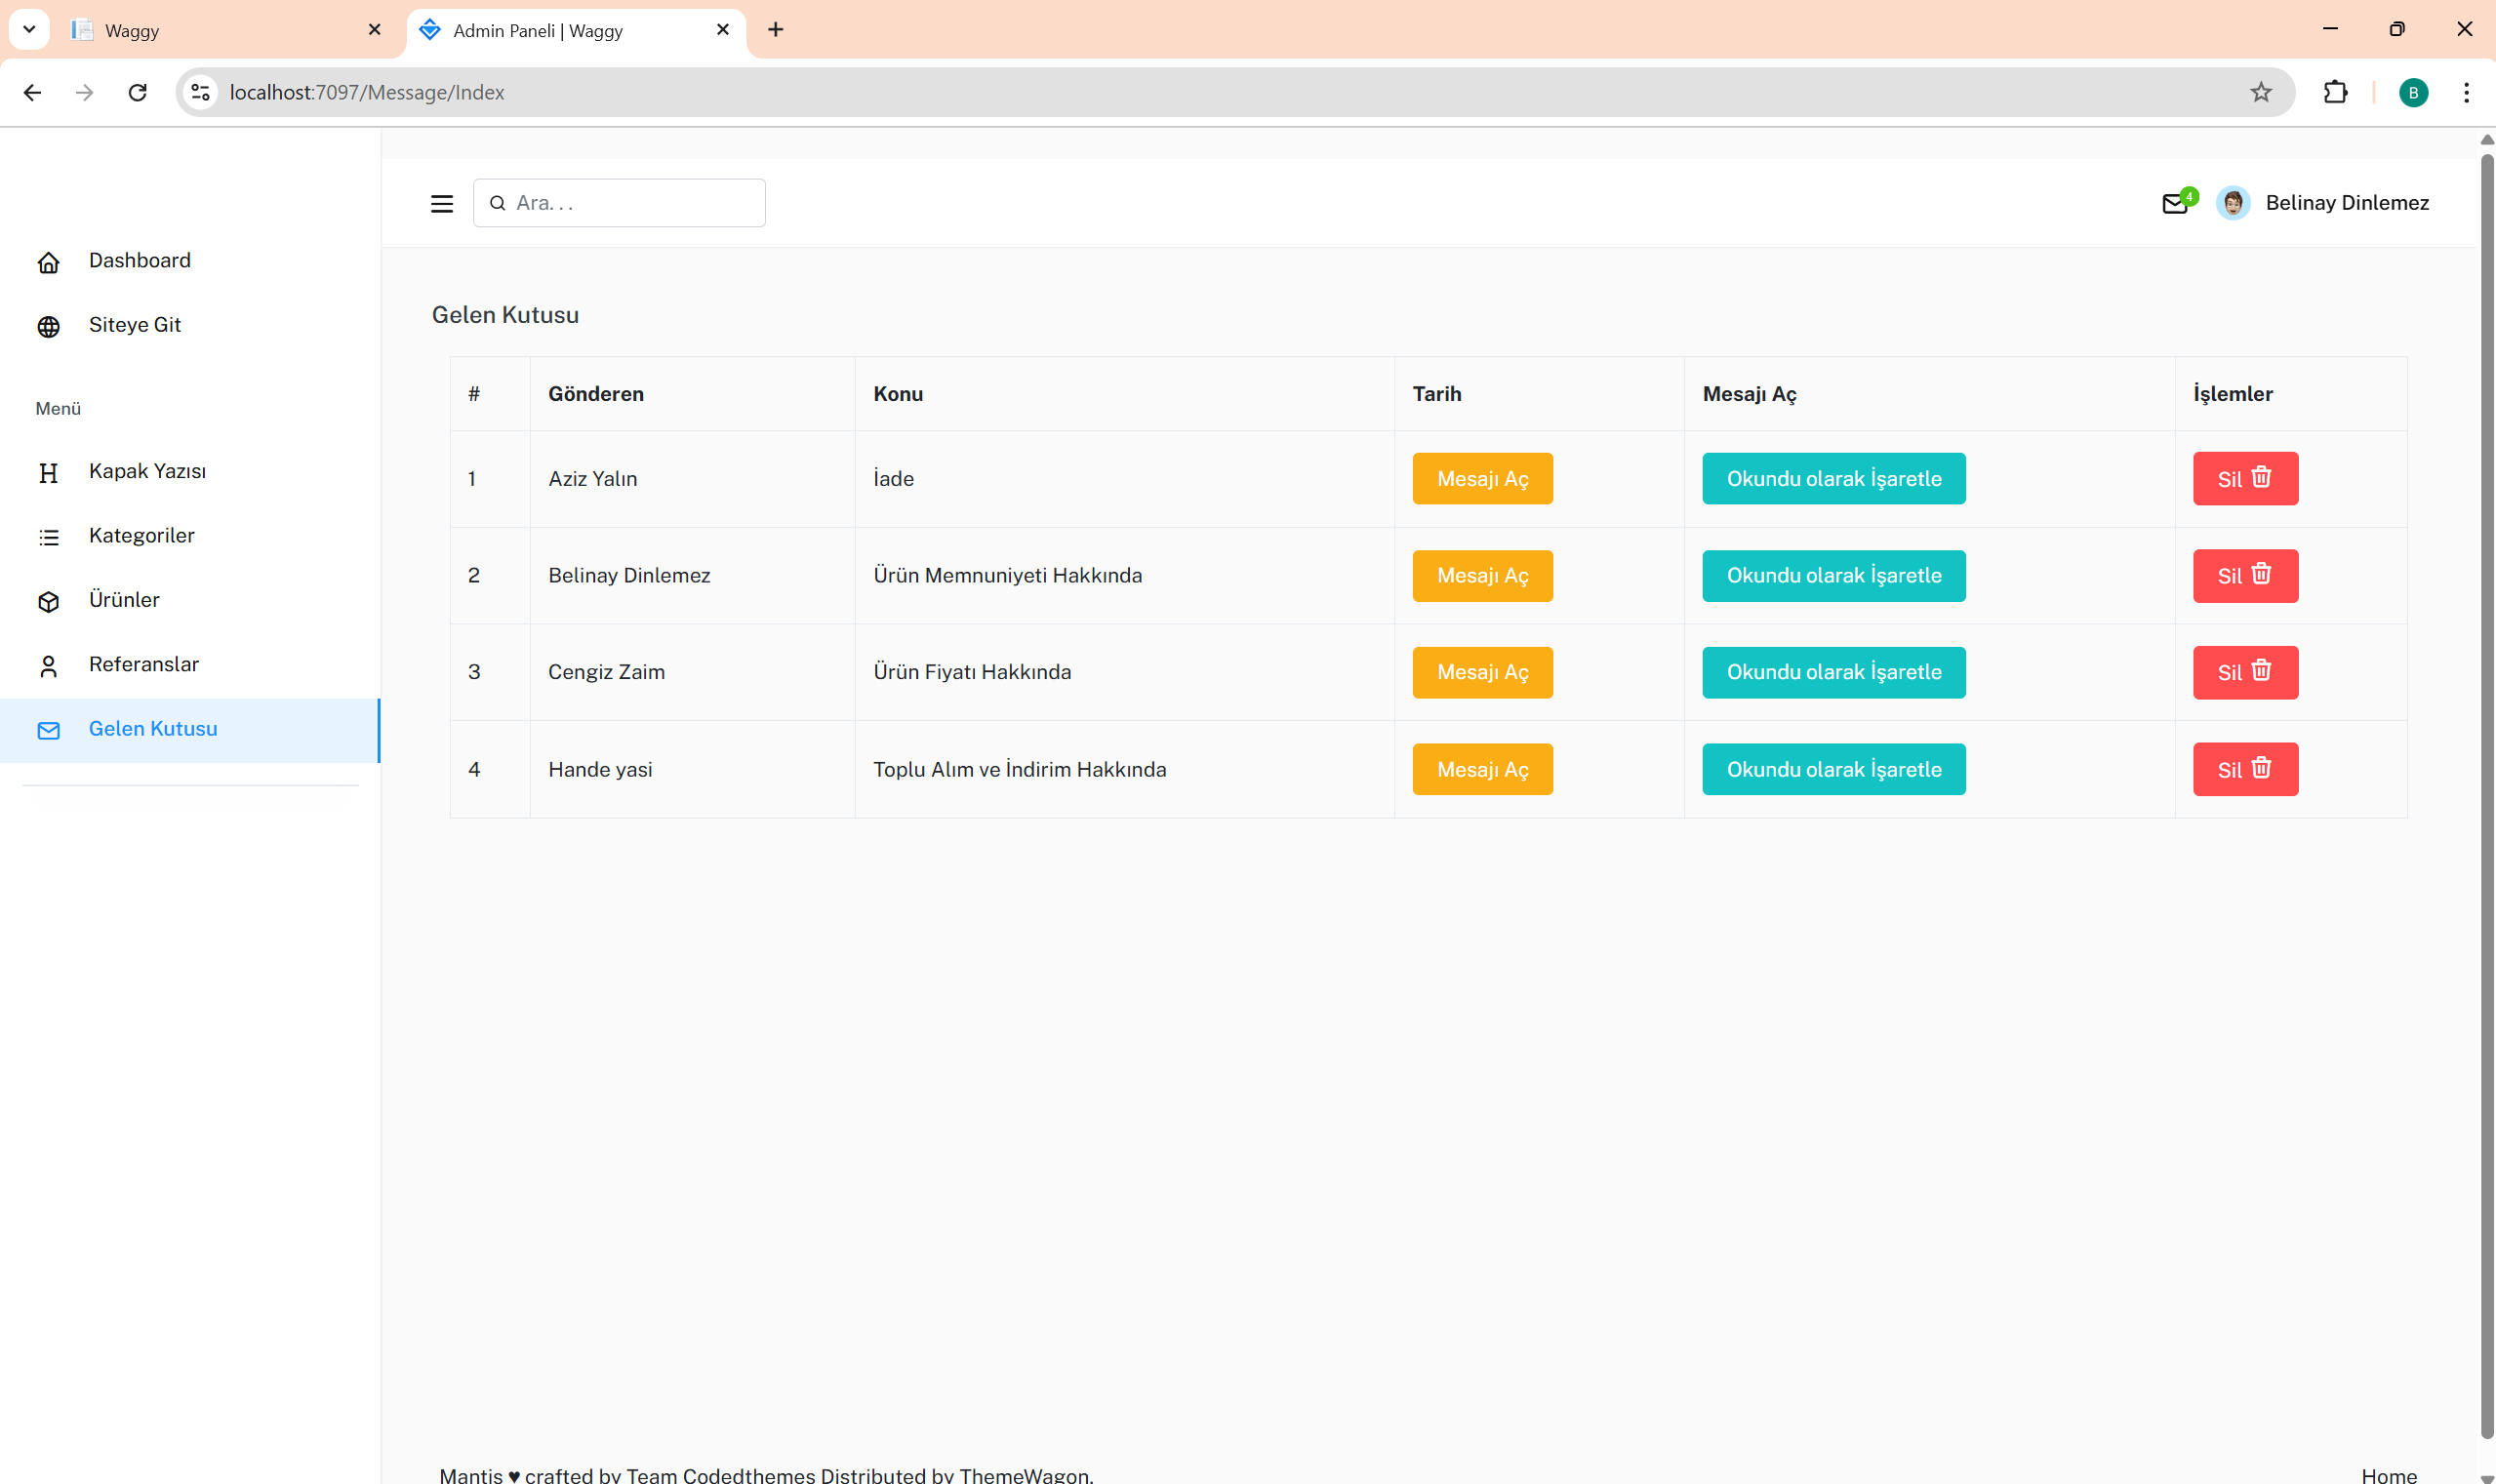 Waggy
Admin Paneli | Waggy
localhost:7097/Message/Index
B
Ara...
4
Belinay Dinlemez
Dashboard
Siteye Git
Menü
Kapak Yazısı
Kategoriler
Ürünler
Referanslar
Gelen Kutusu
Gelen Kutusu
# Gönderen Konu Tarih Mesajı Aç İşlemler
1 Aziz Yalın İade Mesajı Aç Okundu olarak İşaretle Sil
2 Belinay Dinlemez Ürün Memnuniyeti Hakkında Mesajı Aç Okundu olarak İşaretle Sil
3 Cengiz Zaim Ürün Fiyatı Hakkında Mesajı Aç Okundu olarak İşaretle Sil
4 Hande yasi Toplu Alım ve İndirim Hakkında Mesajı Aç Okundu olarak İşaretle Sil
Mantis ♥ crafted by Team Codedthemes Distributed by ThemeWagon.
Home